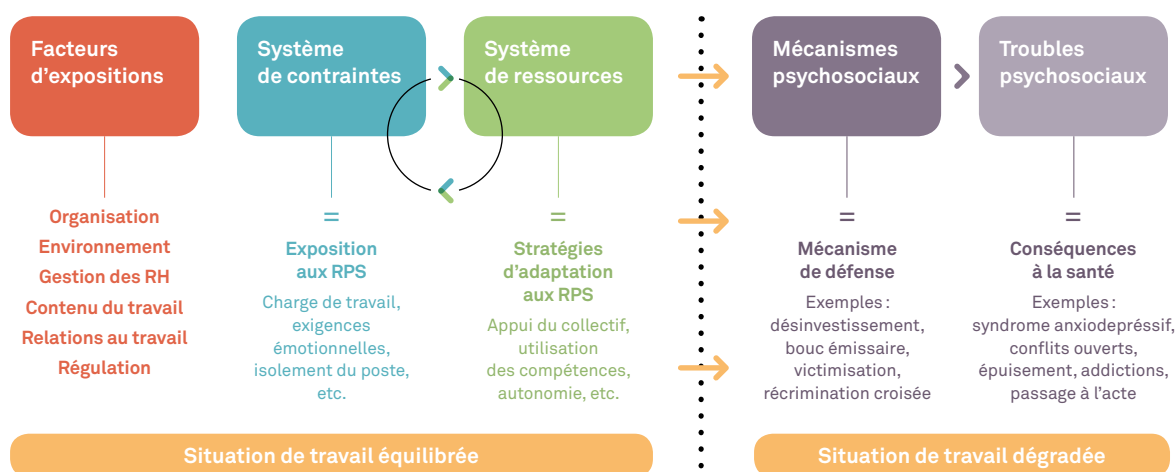 Facteurs
d’expositions
Système
de contraintes
Système
de ressources
Mécanismes
psychosociaux
Troubles
psychosociaux
Organisation
Environnement
Gestion des RH
Contenu du travail
Relations au travail
Régulation
=
Exposition
aux RPS
Charge de travail,
exigences
émotionnelles,
isolement du poste,
etc.
=
Stratégies
d’adaptation
aux RPS
Appui du collectif,
utilisation
des compétences,
autonomie, etc.
=
Mécanisme
de défense
Exemples :
désinvestissement,
bouc émissaire,
victimisation,
récrimination croisée
=
Conséquences
à la santé
Exemples :
syndrome anxiodepréssif,
conflits ouverts,
épuisement, addictions,
passage à l’acte
Situation de travail équilibrée
Situation de travail dégradée